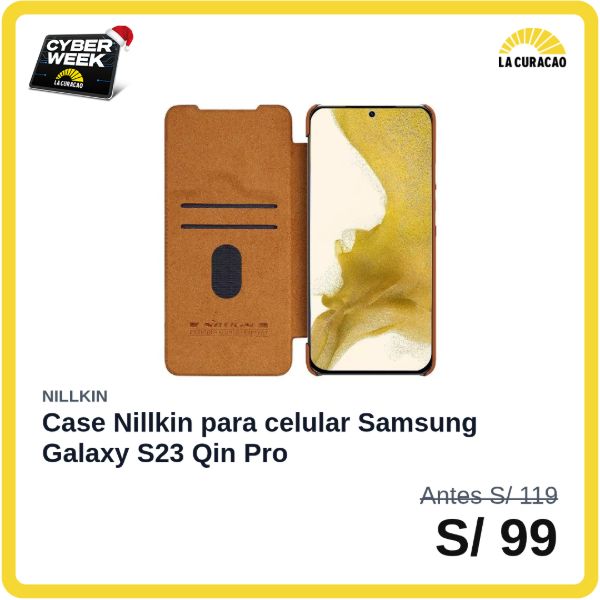 CYBER
WEEK
LA CURACAO
LA CURACAO
NILLKIN
NILLKIN
Case Nillkin para celular Samsung
Galaxy S23 Qin Pro
Antes S/ 119
S/ 99